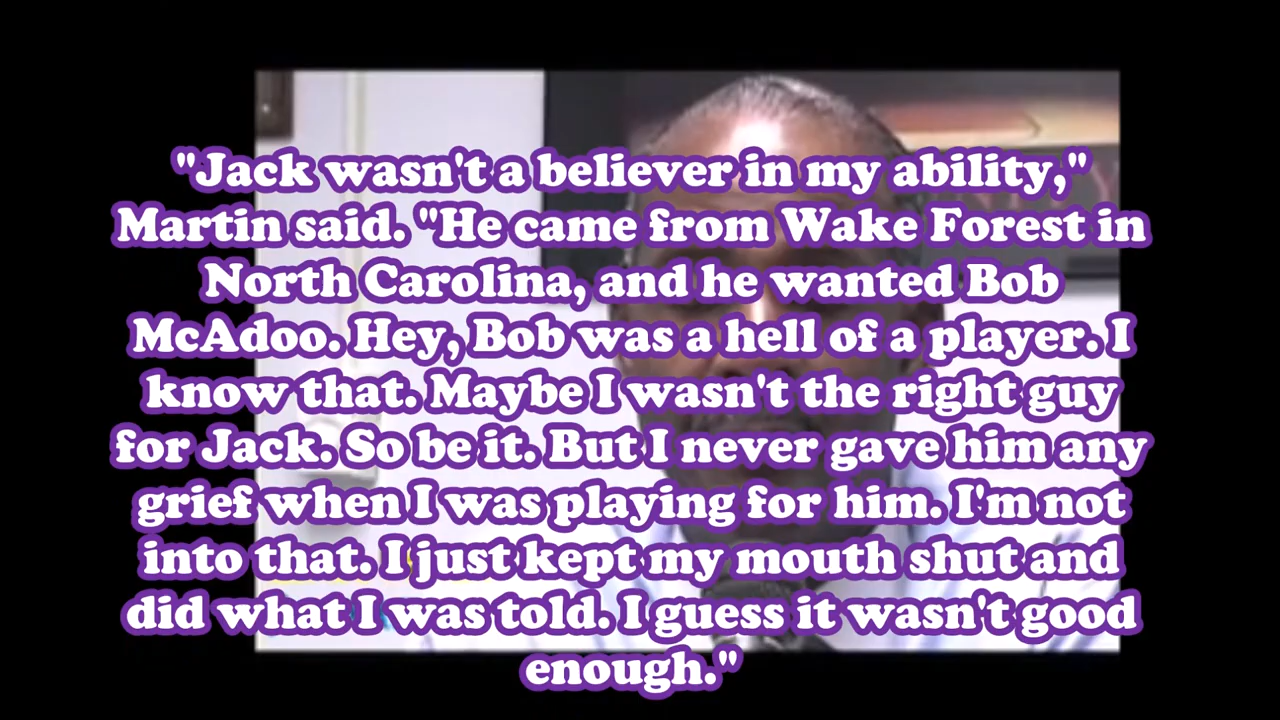 "Jack wasn't a believer in my ability,"
Martin said. "He came from Wake Forest in
North Carolina, and he wanted Bob
McAdoo. Hey, Bob was a hell of a player. I
know that. Maybe I wasn't the right guy
for Jack. So be it. But I never gave him any
grief when I was playing for him. I'm not
into that. I just kept my mouth shut and
did what I was told. I guess it wasn't good
enough."